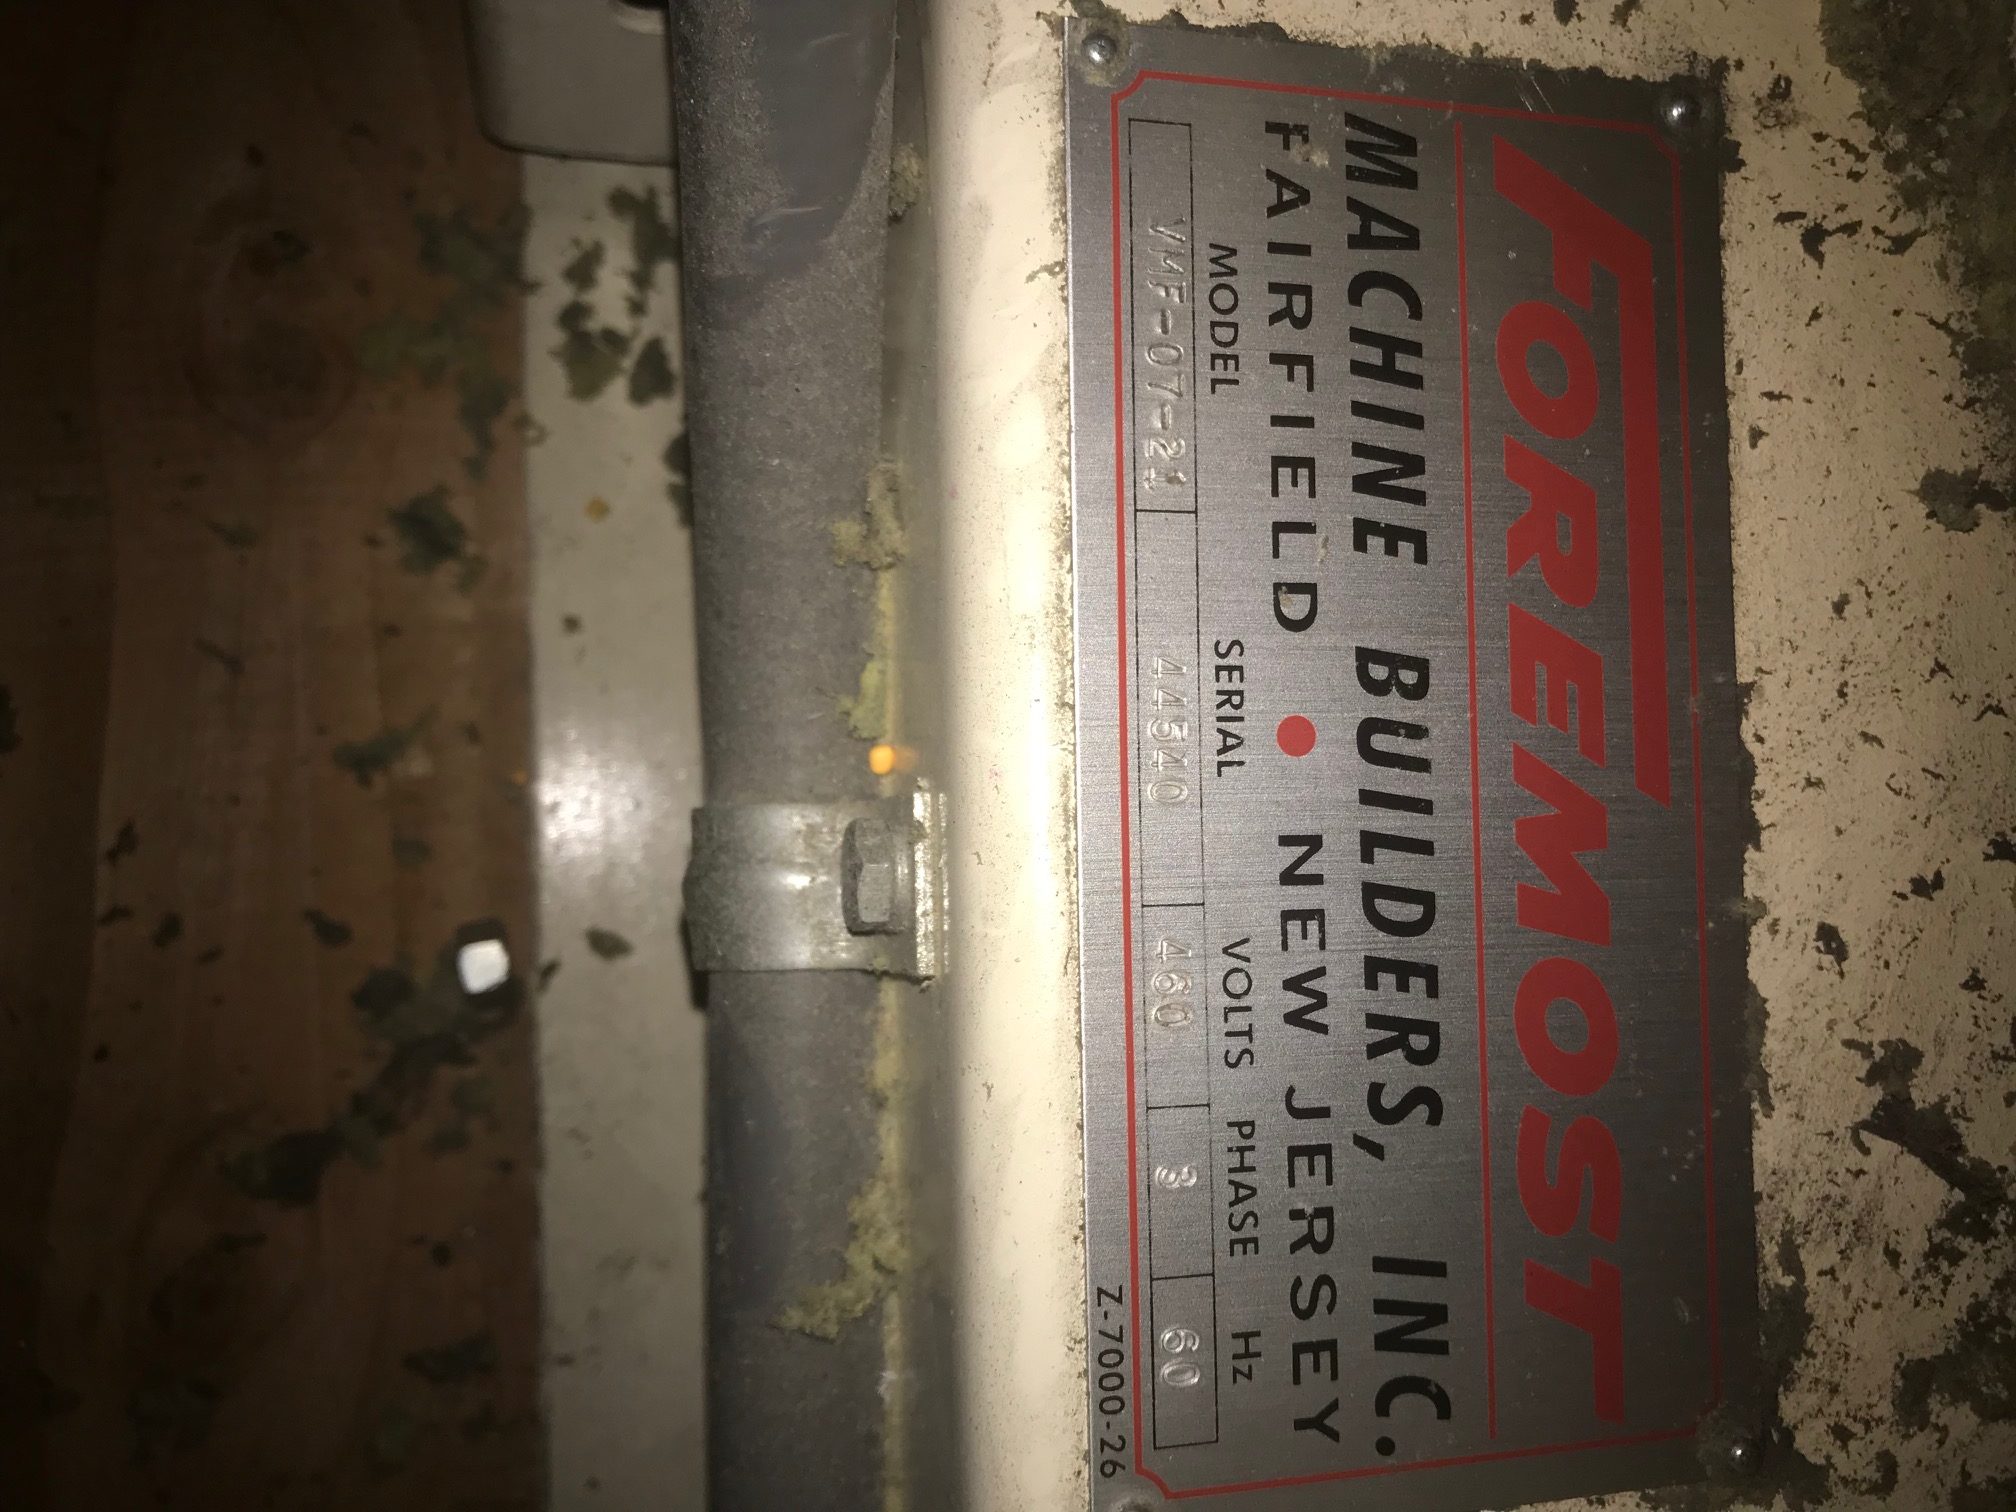 FOREMOST
MACHINE BUILDERS, INC.
FAIRFIELD • NEW JERSEY
MODEL SERIAL VOLTS PHASE Hz
VMF-07-21 44540 460 3 60
Z-7000-26